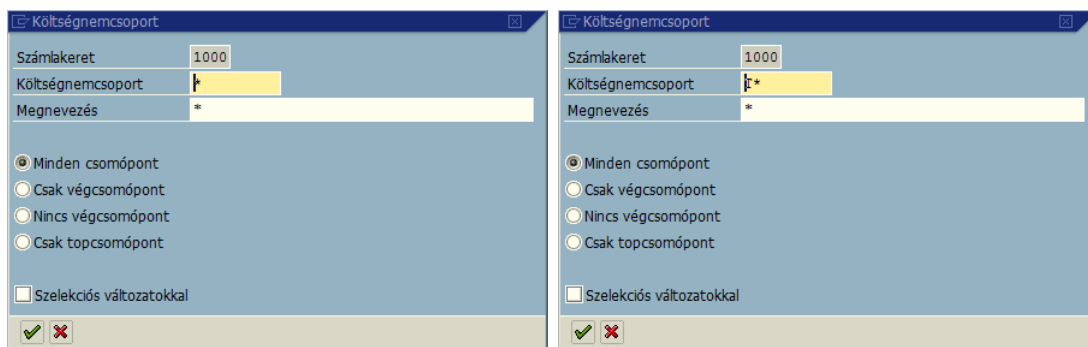 Költségnemcsoport
Számlakeret 1000
Költségnemcsoport *
Megnevezés *
Minden csomópont
Csak végcsomópont
Nincs végcsomópont
Csak topcsomópont
Szelekciós változatokkal
Költségnemcsoport
Számlakeret 1000
Költségnemcsoport I*
Megnevezés *
Minden csomópont
Csak végcsomópont
Nincs végcsomópont
Csak topcsomópont
Szelekciós változatokkal